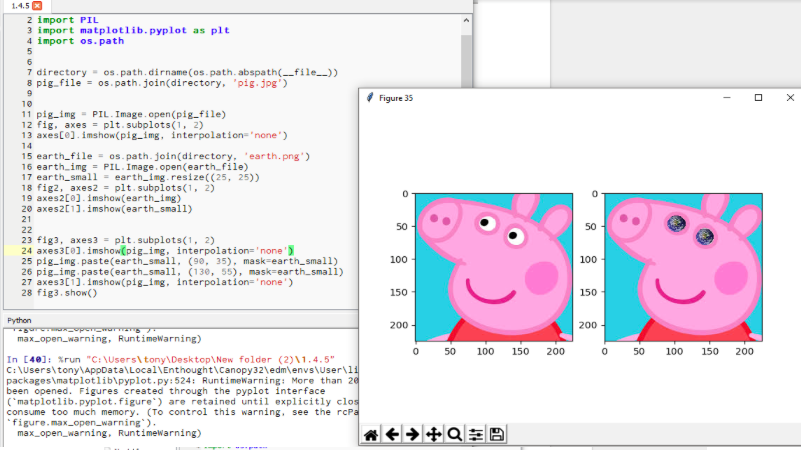 1.4.5
2 import PIL
3 import matplotlib.pyplot as plt
4 import os.path
5
6
7 directory = os.path.dirname(os.path.abspath(__file__))
8 pig_file = os.path.join(directory, 'pig.jpg')
9
10
11 pig_img = PIL.Image.open(pig_file)
12 fig, axes = plt.subplots(1, 2)
13 axes[0].imshow(pig_img, interpolation='none')
14
15 earth_file = os.path.join(directory, 'earth.png')
16 earth_img = PIL.Image.open(earth_file)
17 earth_small = earth_img.resize((25, 25))
18 fig2, axes2 = plt.subplots(1, 2)
19 axes2[0].imshow(earth_img)
20 axes2[1].imshow(earth_small)
21
22
23 fig3, axes3 = plt.subplots(1, 2)
24 axes3[0].imshow(pig_img, interpolation='none')
25 pig_img.paste(earth_small, (90, 35), mask=earth_small)
26 pig_img.paste(earth_small, (130, 55), mask=earth_small)
27 axes3[1].imshow(pig_img, interpolation='none')
28 fig3.show()
Python
`figure.max_open_warning`).
max_open_warning, RuntimeWarning)
In [40]: %run "C:\Users\tony\Desktop\New folder (2)\1.4.5"
C:\Users\tony\AppData\Local\Enthought\Canopy32\edm\envs\User\li
packages\matplotlib\pyplot.py:524: RuntimeWarning: More than 20
been opened. Figures created through the pyplot interface
(`matplotlib.pyplot.figure`) are retained until explicitly clos
consume too much memory. (To control this warning, see the rcPa
`figure.max_open_warning`).
max_open_warning, RuntimeWarning)
Figure 35
0
50
100
150
200
0 50 100 150 200
0
50
100
150
200
0 50 100 150 200